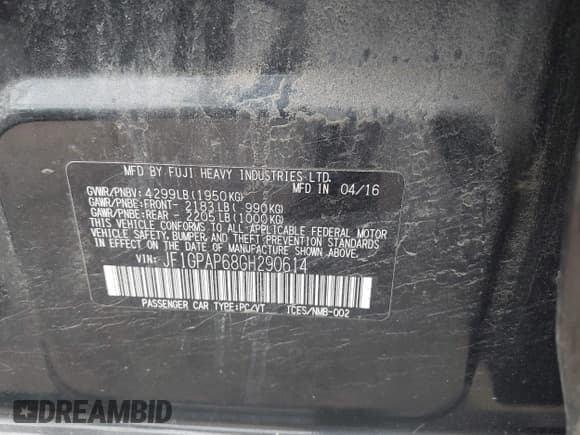 MFD BY FUJI HEAVY INDUSTRIES LTD.
MFD IN 04/16
GVWR/PNBV: 4299LB(1950KG)
GAWR/PNBE:FRONT- 2183LB( 990KG)
GAWR/PNBE:REAR - 2205LB(1000KG)
THIS VEHICLE CONFORMS TO ALL APPLICABLE FEDERAL MOTOR
VEHICLE SAFETY, BUMPER, AND THEFT PREVENTION STANDARDS
IN EFFECT ON THE DATE OF MANUFACTURE SHOWN ABOVE.
VIN: JF1GPAP68GH290614
PASSENGER CAR TYPE:PC/VT ICES/NMB-002
DREAMBID